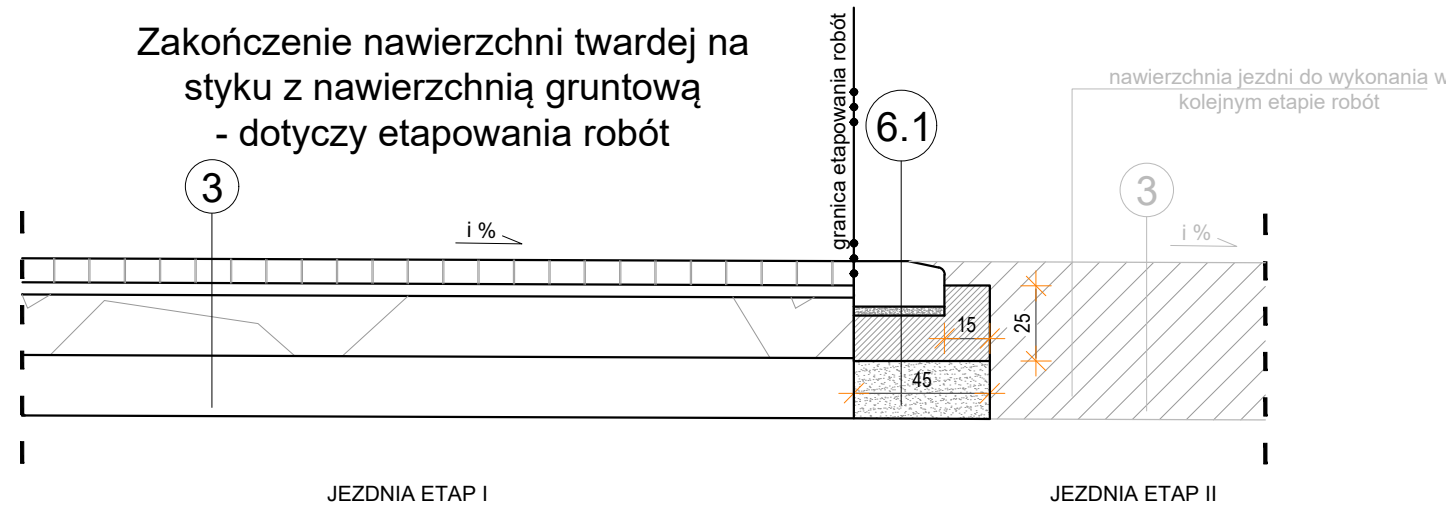 Zakończenie nawierzchni twardej na
styku z nawierzchnią gruntową
- dotyczy etapowania robót
granica etapowania robót
nawierzchnia jezdni do wykonania w
kolejnym etapie robót
6.1
3
3
i %
i %
15
25
45
JEZDNIA ETAP I
JEZDNIA ETAP II